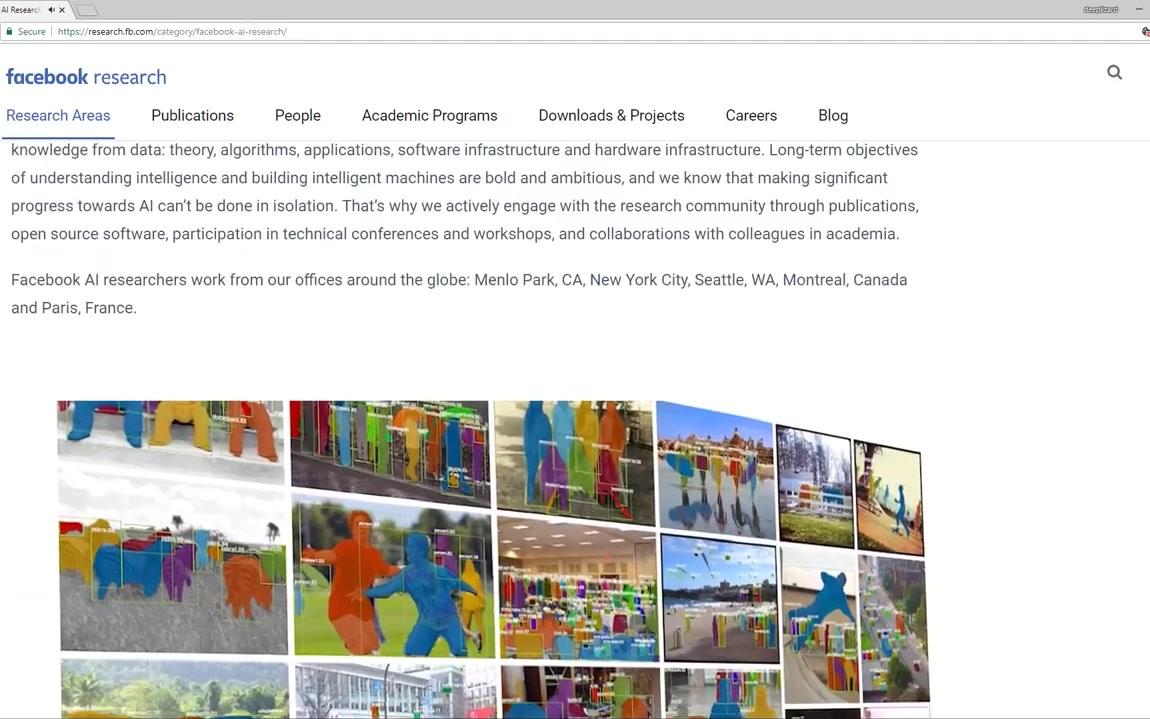 AI Research
deeplizard
Secure
https://research.fb.com/category/facebook-ai-research/
facebook research
Research Areas
Publications
People
Academic Programs
Downloads & Projects
Careers
Blog
knowledge from data: theory, algorithms, applications, software infrastructure and hardware infrastructure. Long-term objectives
of understanding intelligence and building intelligent machines are bold and ambitious, and we know that making significant
progress towards AI can’t be done in isolation. That’s why we actively engage with the research community through publications,
open source software, participation in technical conferences and workshops, and collaborations with colleagues in academia.
Facebook AI researchers work from our offices around the globe: Menlo Park, CA, New York City, Seattle, WA, Montreal, Canada
and Paris, France.